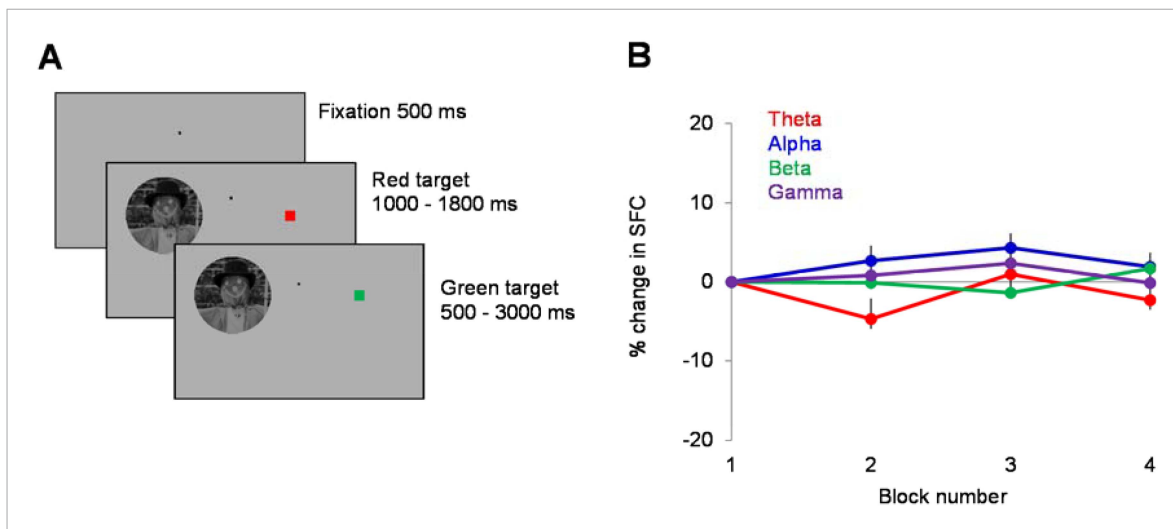 A
Fixation 500 ms
Red target
1000 - 1800 ms
Green target
500 - 3000 ms
B
Theta
Alpha
Beta
Gamma
% change in SFC
20
10
0
-10
-20
1 2 3 4
Block number